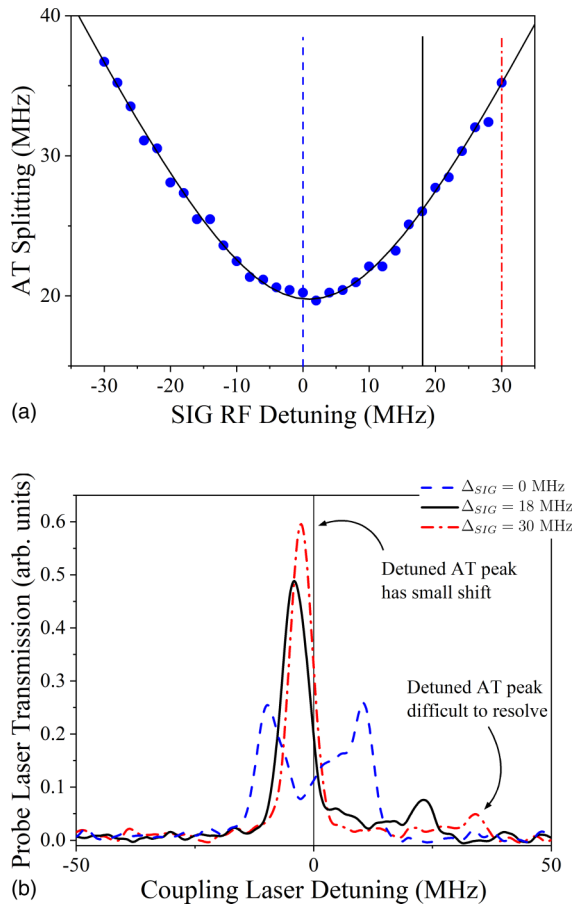 40
30
20
AT Splitting (MHz)
-30 -20 -10 0 10 20 30
SIG RF Detuning (MHz)
(a)
Δ_SIG = 0 MHz
Δ_SIG = 18 MHz
Δ_SIG = 30 MHz
0.6
0.5
0.4
0.3
0.2
0.1
0.0
Probe Laser Transmission (arb. units)
Detuned AT peak
has small shift
Detuned AT peak
difficult to resolve
-50 0 50
Coupling Laser Detuning (MHz)
(b)